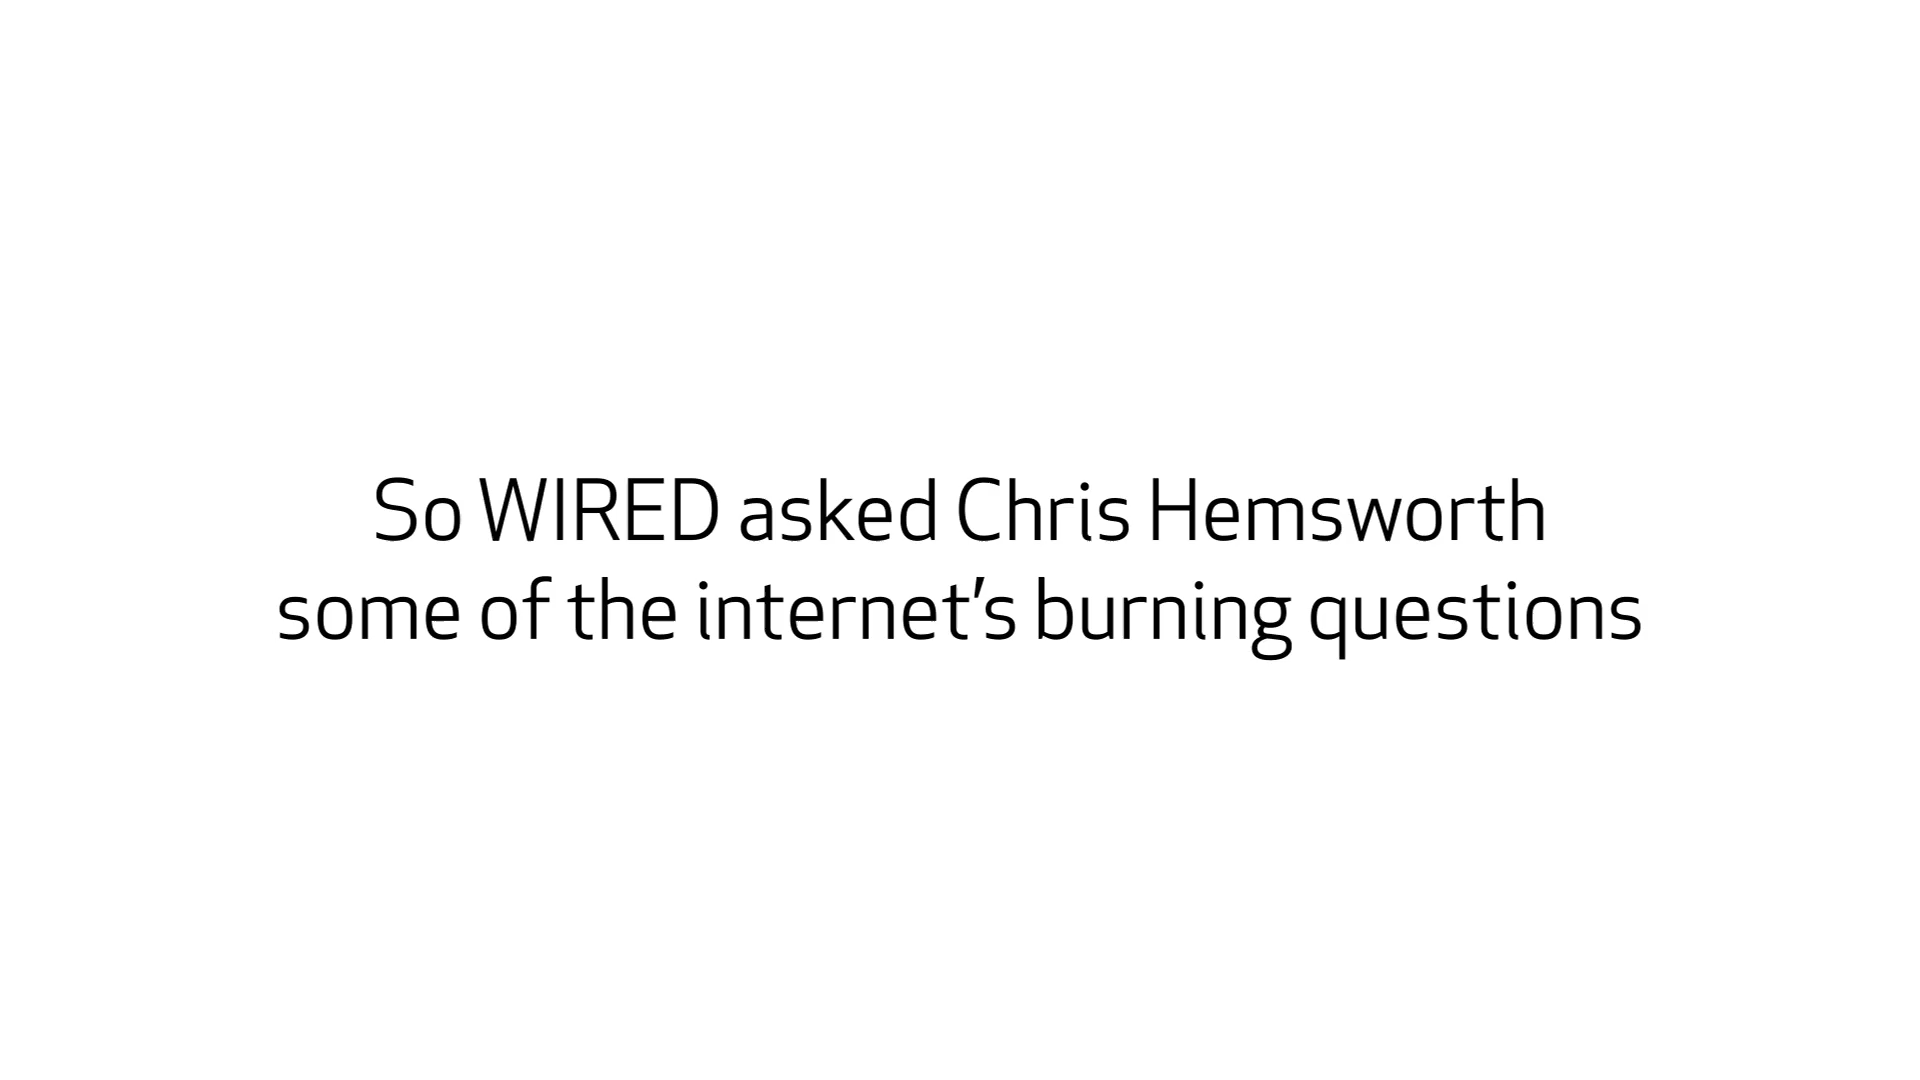 So WIRED asked Chris Hemsworth
some of the internet’s burning questions